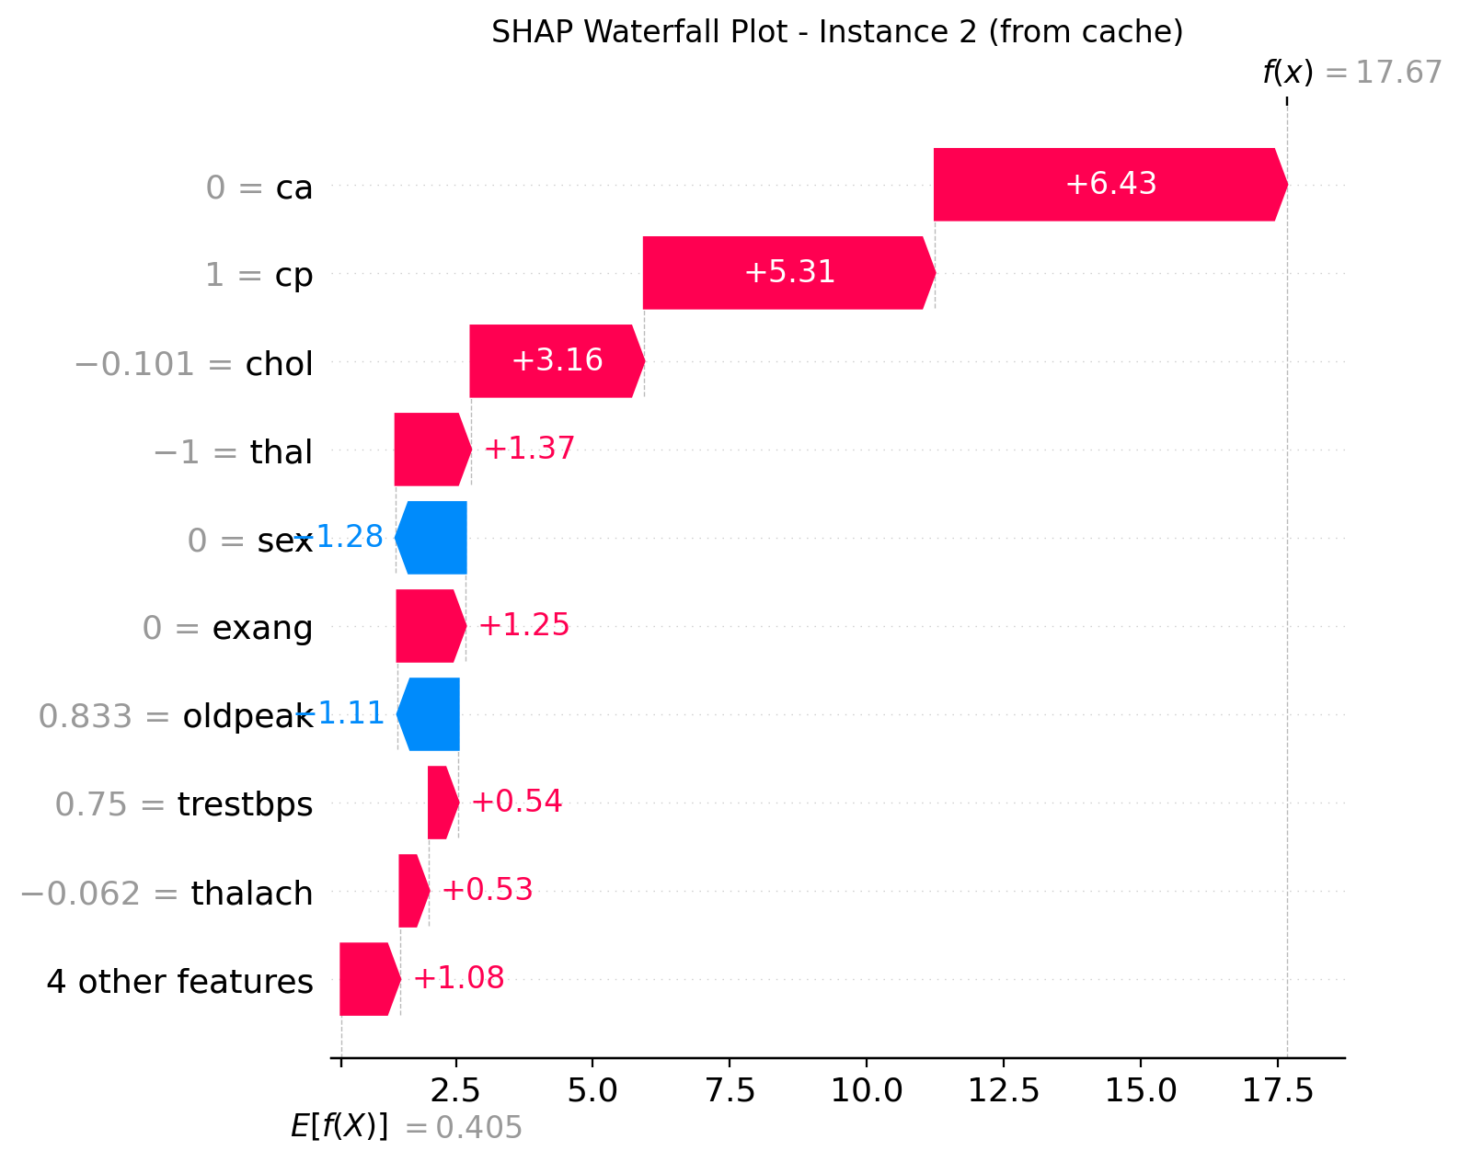 SHAP Waterfall Plot - Instance 2 (from cache)
f(x) = 17.67
0 = ca +6.43
1 = cp +5.31
−0.101 = chol +3.16
−1 = thal +1.37
0 = sex −1.28
0 = exang +1.25
0.833 = oldpeak −1.11
0.75 = trestbps +0.54
−0.062 = thalach +0.53
4 other features +1.08
2.5 5.0 7.5 10.0 12.5 15.0 17.5
E[f(X)] = 0.405